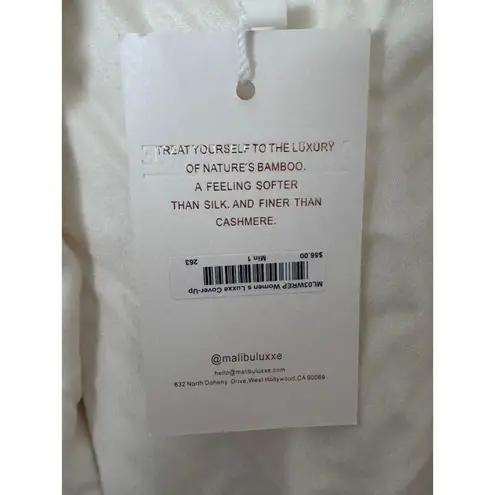 TREAT YOURSELF TO THE LUXURY
OF NATURE'S BAMBOO.
A FEELING SOFTER
THAN SILK. AND FINER THAN
CASHMERE.
ML03WREP Women s Luxxe Cover-Up
263 Min 1 $56.00
@malibuluxxe
hello@malibuluxxe.com
632 North Doheny Drive,West Hollywood,CA 90069